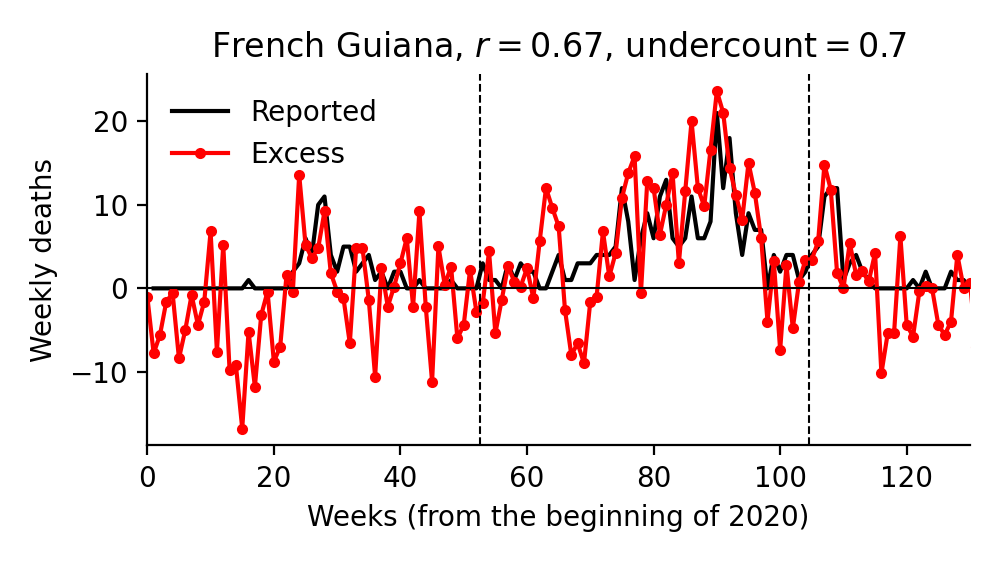 French Guiana, r = 0.67, undercount = 0.7
Reported
Excess
Weekly deaths
20
10
0
−10
0 20 40 60 80 100 120
Weeks (from the beginning of 2020)